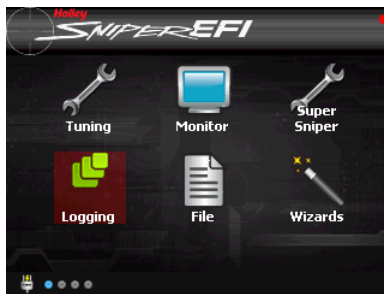 Holley
SNIPER EFI
Tuning
Monitor
Super
Sniper
Logging
File
Wizards